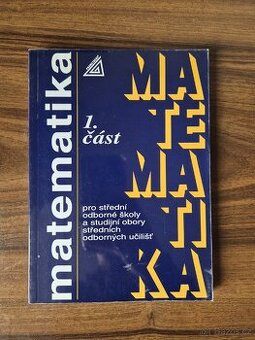 matematika
1.
část
MA
TE
MA
TI
KA
pro střední
odborné školy
a studijní obory
středních
odborných učilišť